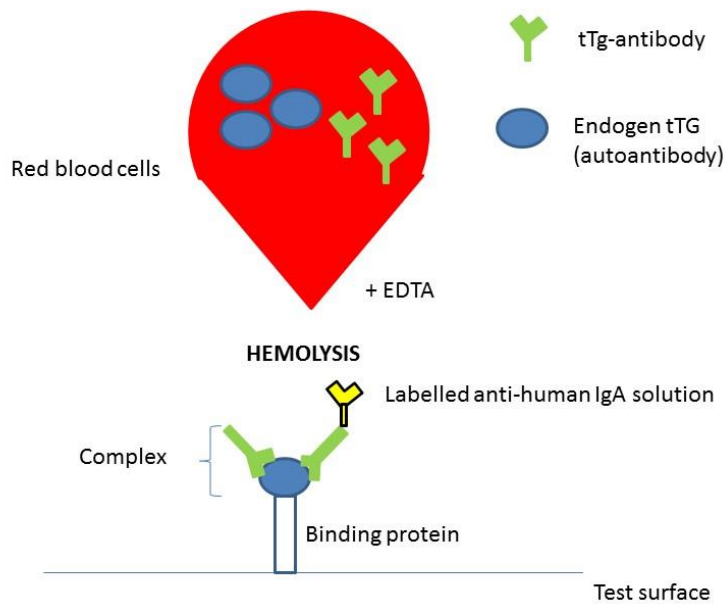 tTg-antibody
Endogen tTG
(autoantibody)
Red blood cells
+ EDTA
HEMOLYSIS
Labelled anti-human IgA solution
Complex
Binding protein
Test surface